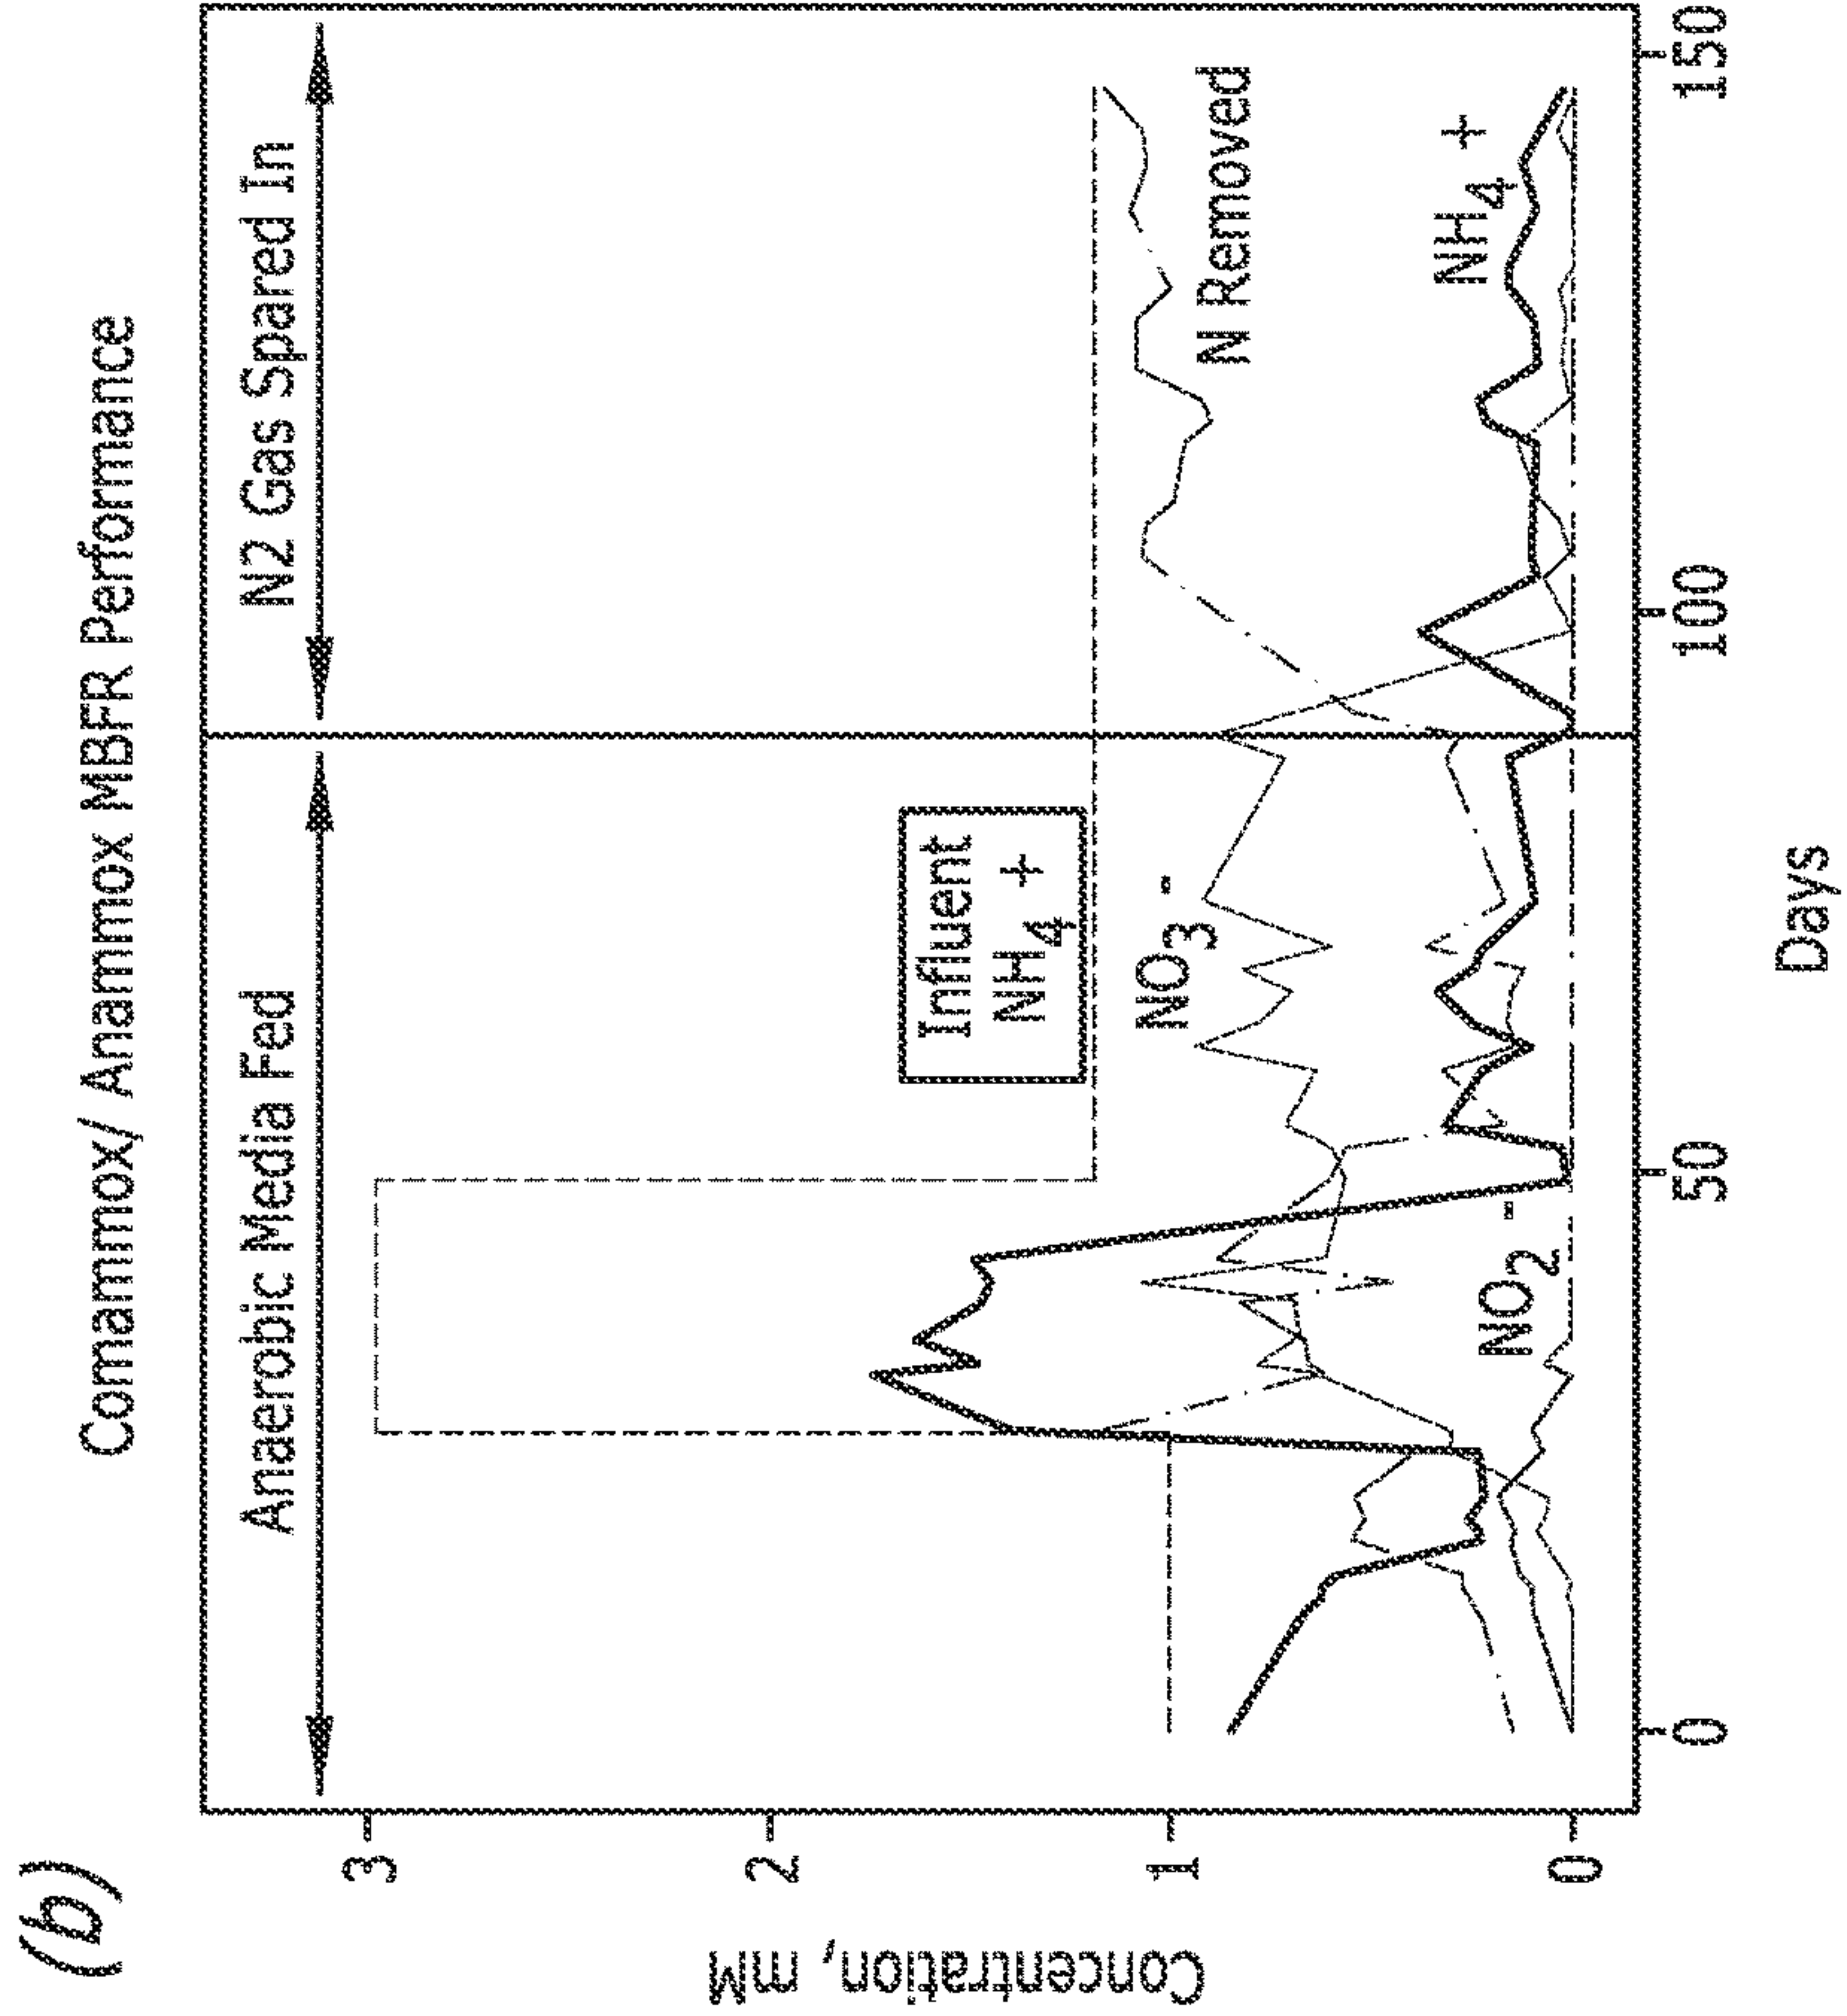 (b)
Comammox/ Anammox MBFR Performance
Anaerobic Media Fed
N2 Gas Spared In
Influent
NH4 +
NO3 -
N Removed
NH4 +
NO2 -
Concentration, mM
3
2
1
0
0
50
100
150
Days